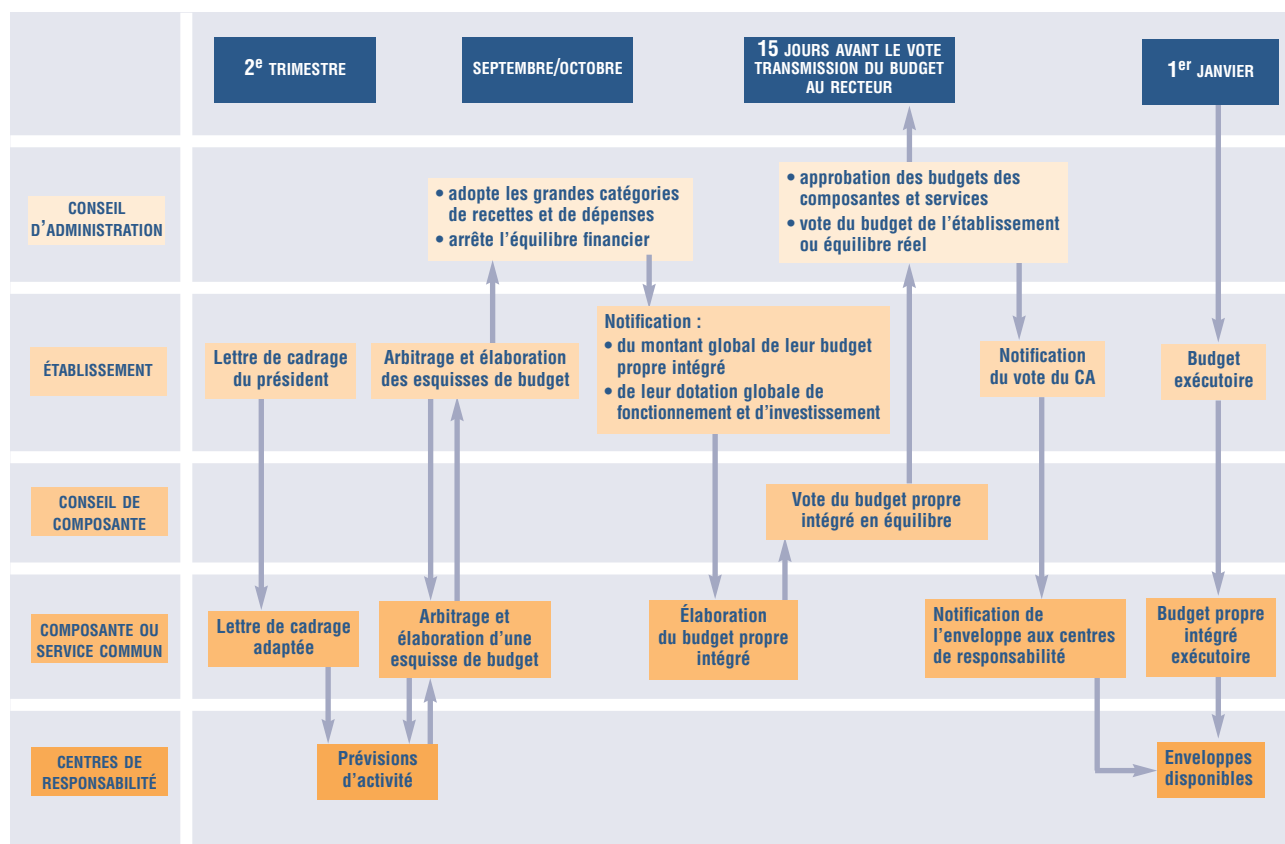 2e TRIMESTRE
SEPTEMBRE/OCTOBRE
15 JOURS AVANT LE VOTE
TRANSMISSION DU BUDGET
AU RECTEUR
1er JANVIER
CONSEIL
D'ADMINISTRATION
• adopte les grandes catégories
de recettes et de dépenses
• arrête l'équilibre financier
• approbation des budgets des
composantes et services
• vote du budget de l'établissement
ou équilibre réel
ÉTABLISSEMENT
Lettre de cadrage
du président
Arbitrage et élaboration
des esquisses de budget
Notification :
• du montant global de leur budget
propre intégré
• de leur dotation globale de
fonctionnement et d'investissement
Notification
du vote du CA
Budget
exécutoire
CONSEIL DE
COMPOSANTE
Vote du budget propre
intégré en équilibre
COMPOSANTE OU
SERVICE COMMUN
Lettre de cadrage
adaptée
Arbitrage et
élaboration d'une
esquisse de budget
Élaboration
du budget propre
intégré
Notification de
l'enveloppe aux centres
de responsabilité
Budget propre
intégré
exécutoire
CENTRES DE
RESPONSABILITÉ
Prévisions
d'activité
Enveloppes
disponibles